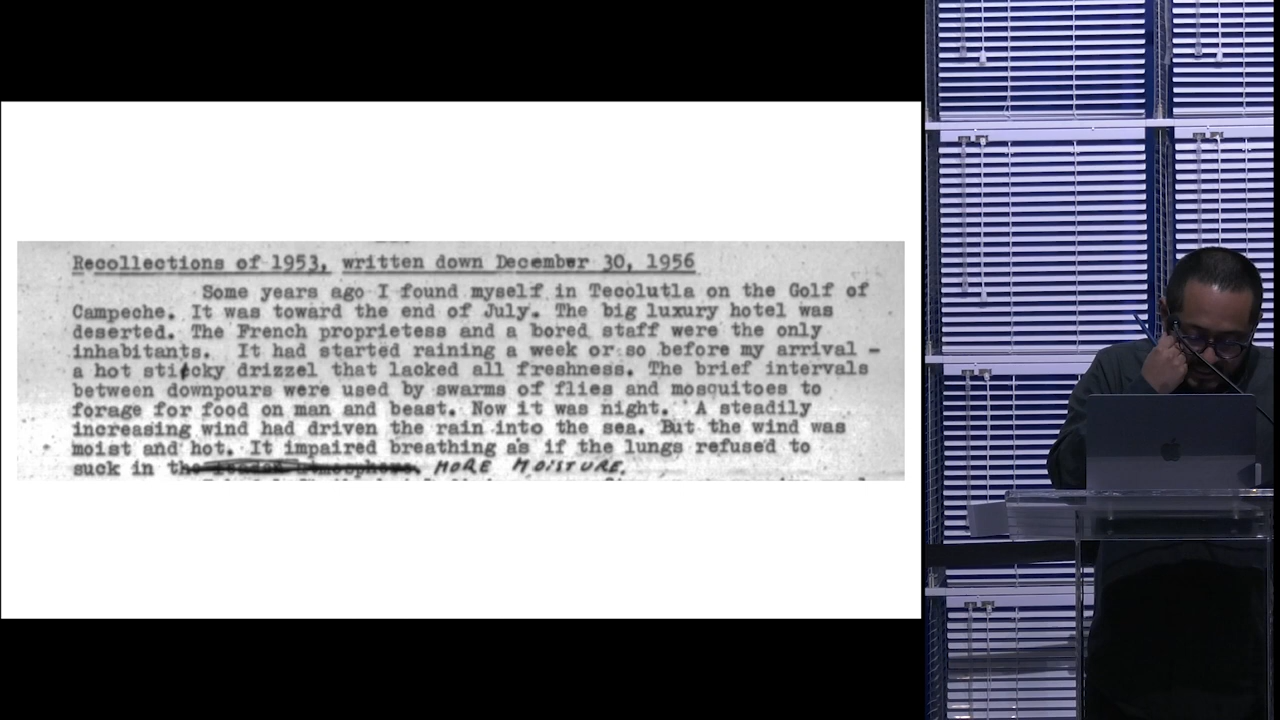 Recollections of 1953, written down December 30, 1956
Some years ago I found myself in Tecolutla on the Golf of
Campeche. It was toward the end of July. The big luxury hotel was
deserted. The French proprietess and a bored staff were the only
inhabitants. It had started raining a week or so before my arrival -
a hot sticky drizzel that lacked all freshness. The brief intervals
between downpours were used by swarms of flies and mosquitoes to
forage for food on man and beast. Now it was night. A steadily
increasing wind had driven the rain into the sea. But the wind was
moist and hot. It impaired breathing as if the lungs refused to
suck in MORE MOISTURE.